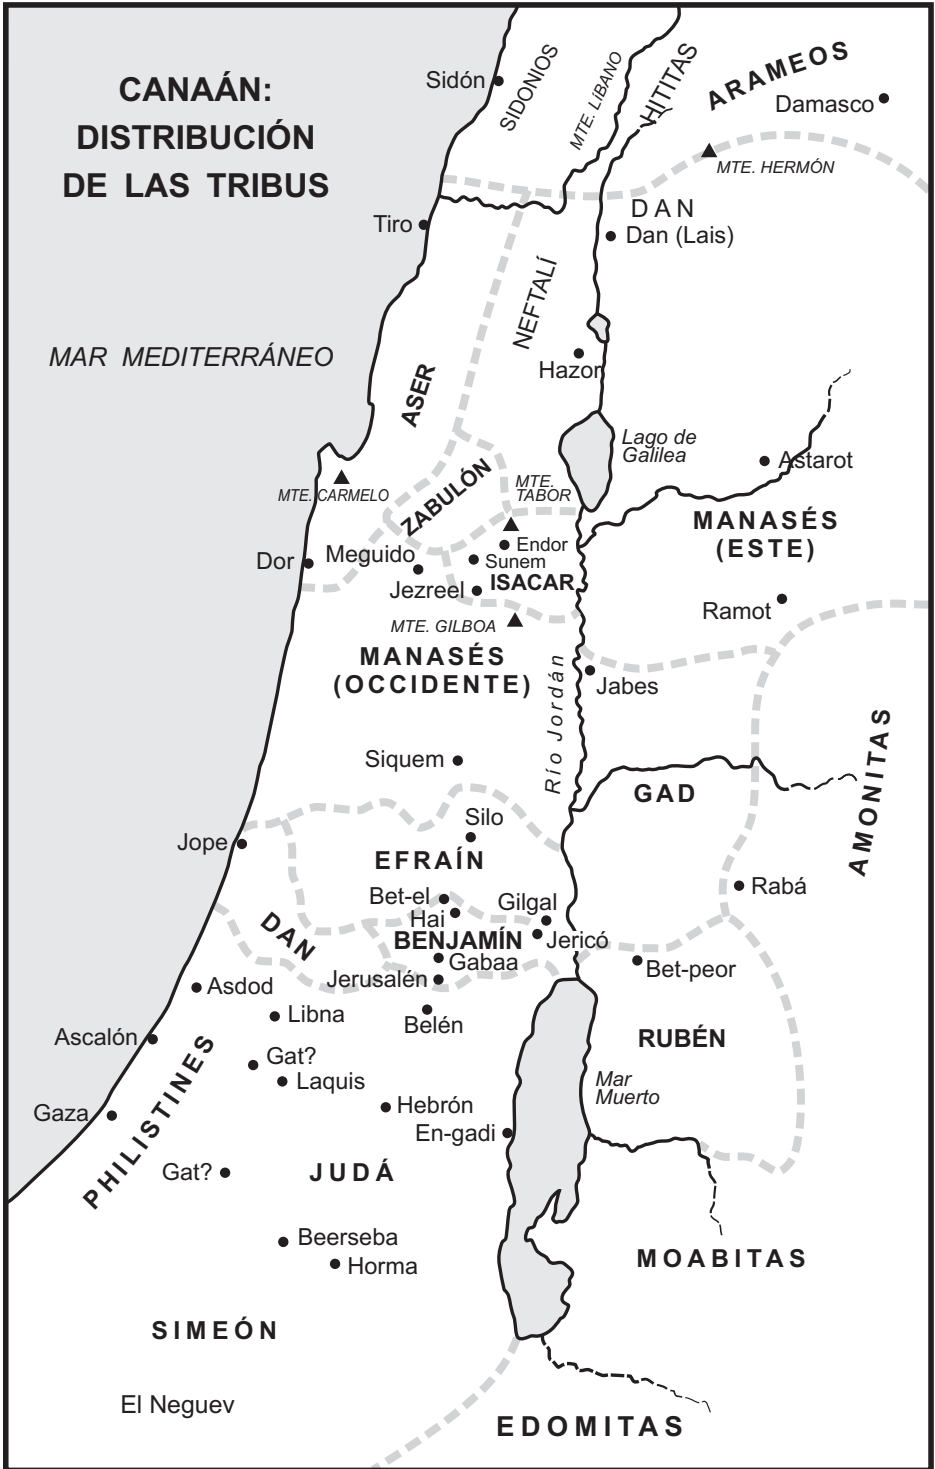 CANAÁN:
DISTRIBUCIÓN
DE LAS TRIBUS
Sidón
SIDONIOS
MTE. LÍBANO
HITITAS
ARAMEOS
Damasco
MTE. HERMÓN
Tiro
DAN
Dan (Lais)
NEFTALÍ
MAR MEDITERRÁNEO
Hazor
ASER
Lago de
Galilea
Astarot
MTE. CARMELO
ZABULÓN
MTE.
TABOR
MANASÉS
(ESTE)
Dor
Meguido
Endor
Sunem
Jezreel
ISACAR
Ramot
MTE. GILBOA
MANASÉS
(OCCIDENTE)
Río Jordán
Jabes
Siquem
GAD
AMONITAS
Silo
Jope
EFRAÍN
Rabá
Bet-el
Hai
Gilgal
DAN
BENJAMÍN
Jericó
Gabaa
Bet-peor
Jerusalén
Asdod
Libna
Belén
Ascalón
RUBÉN
Gat?
Laquis
Mar
Muerto
Hebrón
Gaza
PHILISTINES
En-gadi
Gat?
JUDÁ
Beerseba
Horma
MOABITAS
SIMEÓN
El Neguev
EDOMITAS